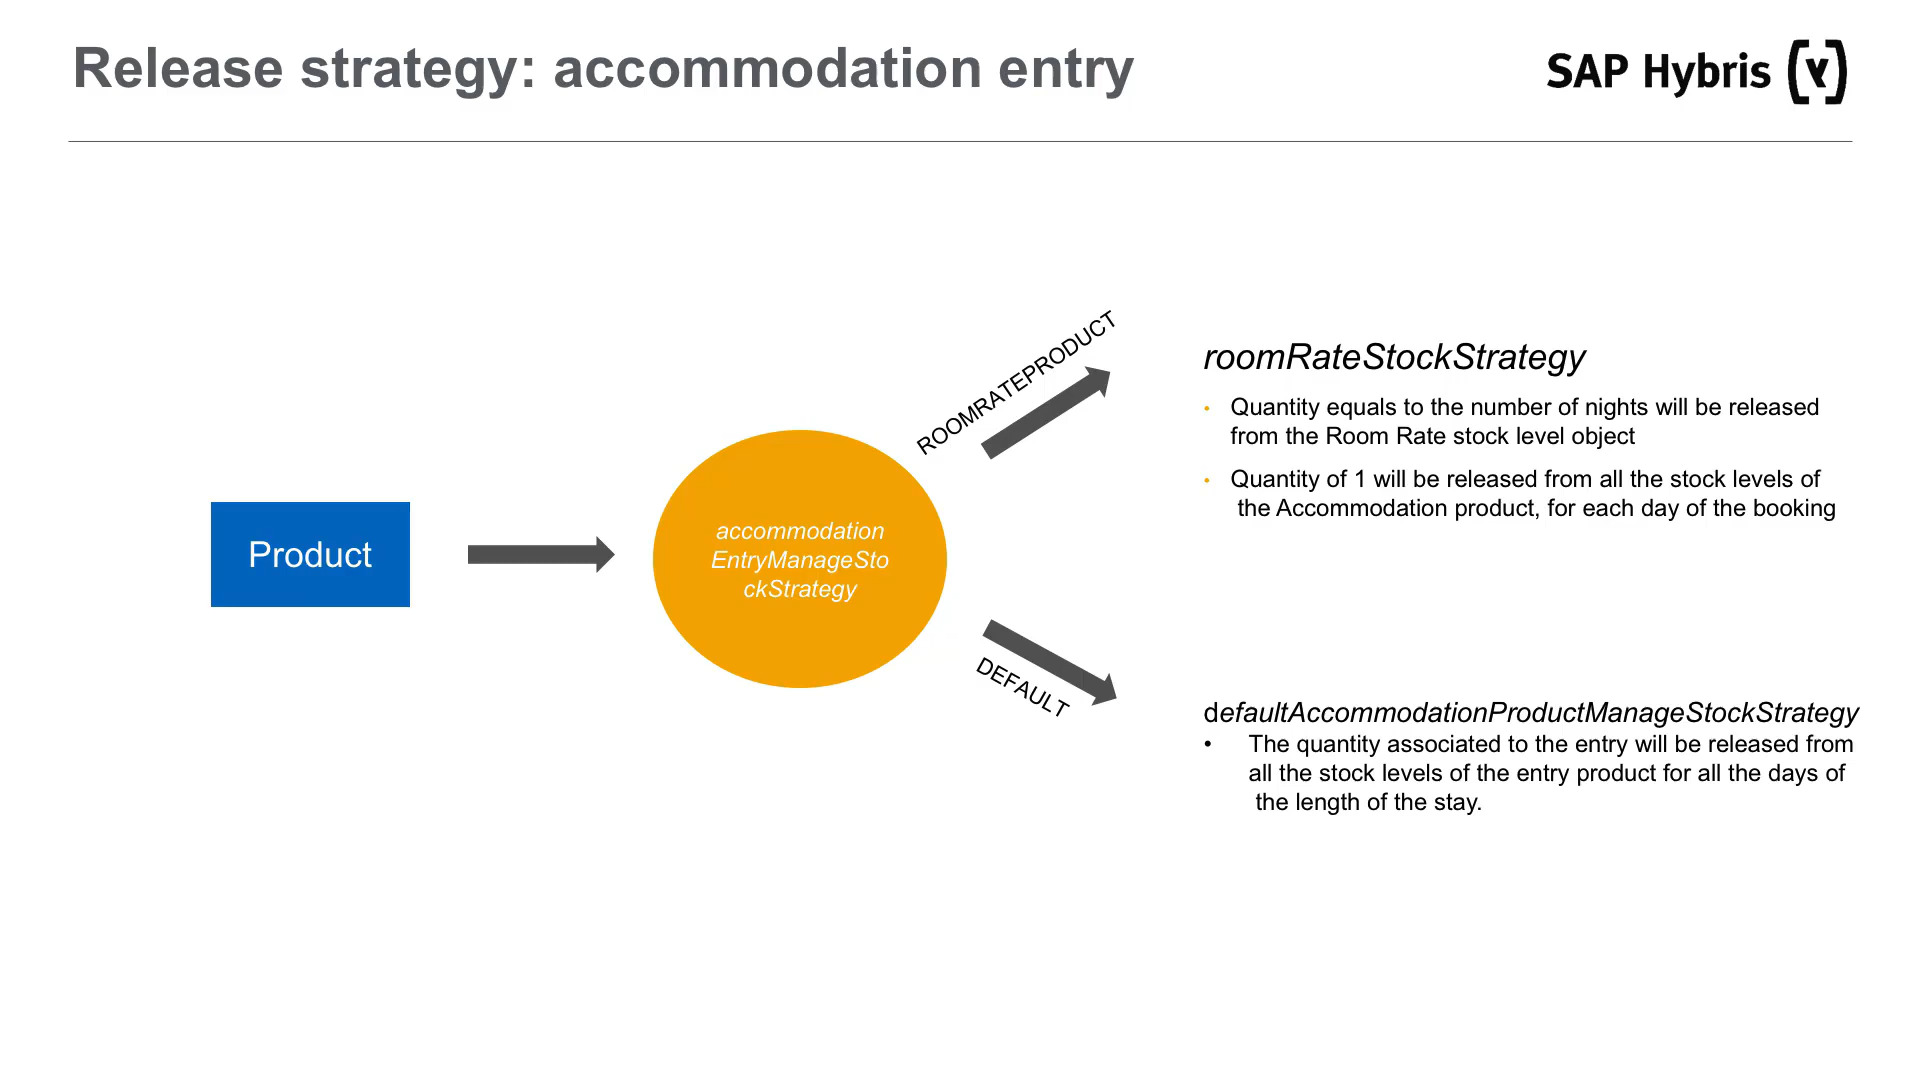 Release strategy: accommodation entry
SAP Hybris (y)
ROOMRATEPRODUCT
roomRateStockStrategy
• Quantity equals to the number of nights will be released
from the Room Rate stock level object
• Quantity of 1 will be released from all the stock levels of
the Accommodation product, for each day of the booking
Product
accommodation
EntryManageSto
ckStrategy
DEFAULT
defaultAccommodationProductManageStockStrategy
• The quantity associated to the entry will be released from
all the stock levels of the entry product for all the days of
the length of the stay.